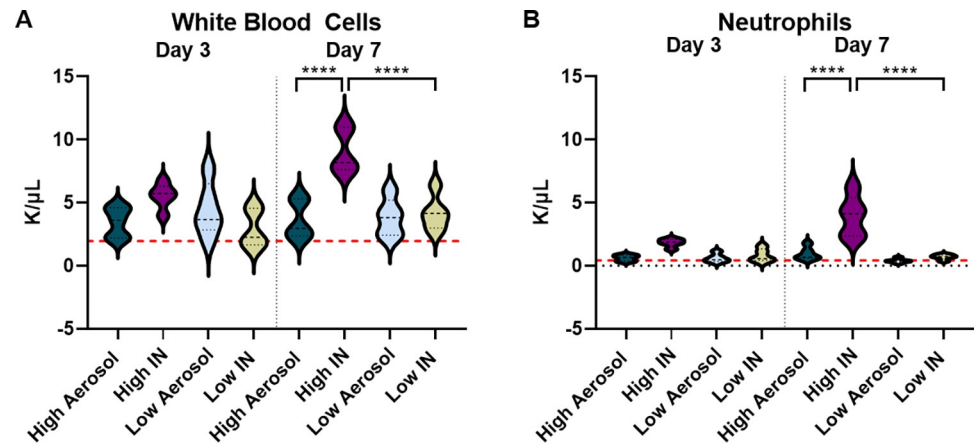 A
White Blood Cells
Day 3 Day 7
**** ****
K/µL
15
10
5
0
-5
High Aerosol
High IN
Low Aerosol
Low IN
High Aerosol
High IN
Low Aerosol
Low IN
B
Neutrophils
Day 3 Day 7
**** ****
K/µL
15
10
5
0
-5
High Aerosol
High IN
Low Aerosol
Low IN
High Aerosol
High IN
Low Aerosol
Low IN